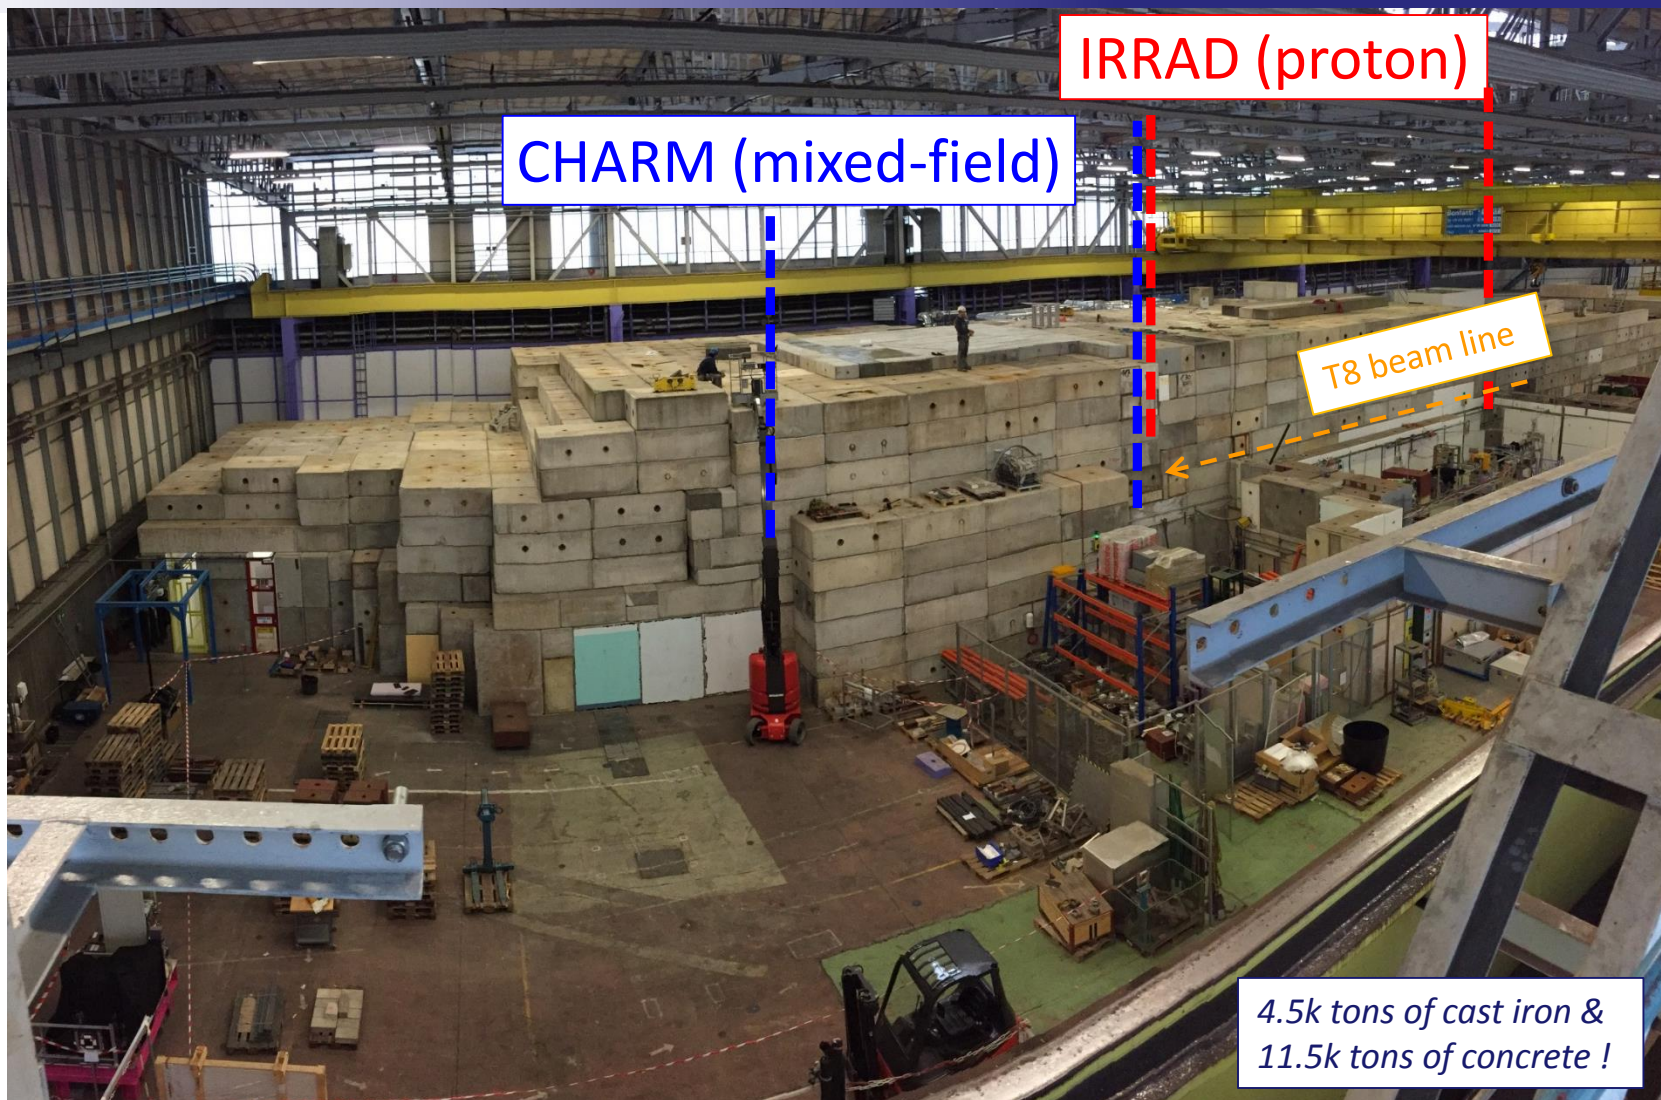 IRRAD (proton)
CHARM (mixed-field)
T8 beam line
4.5k tons of cast iron &
11.5k tons of concrete !